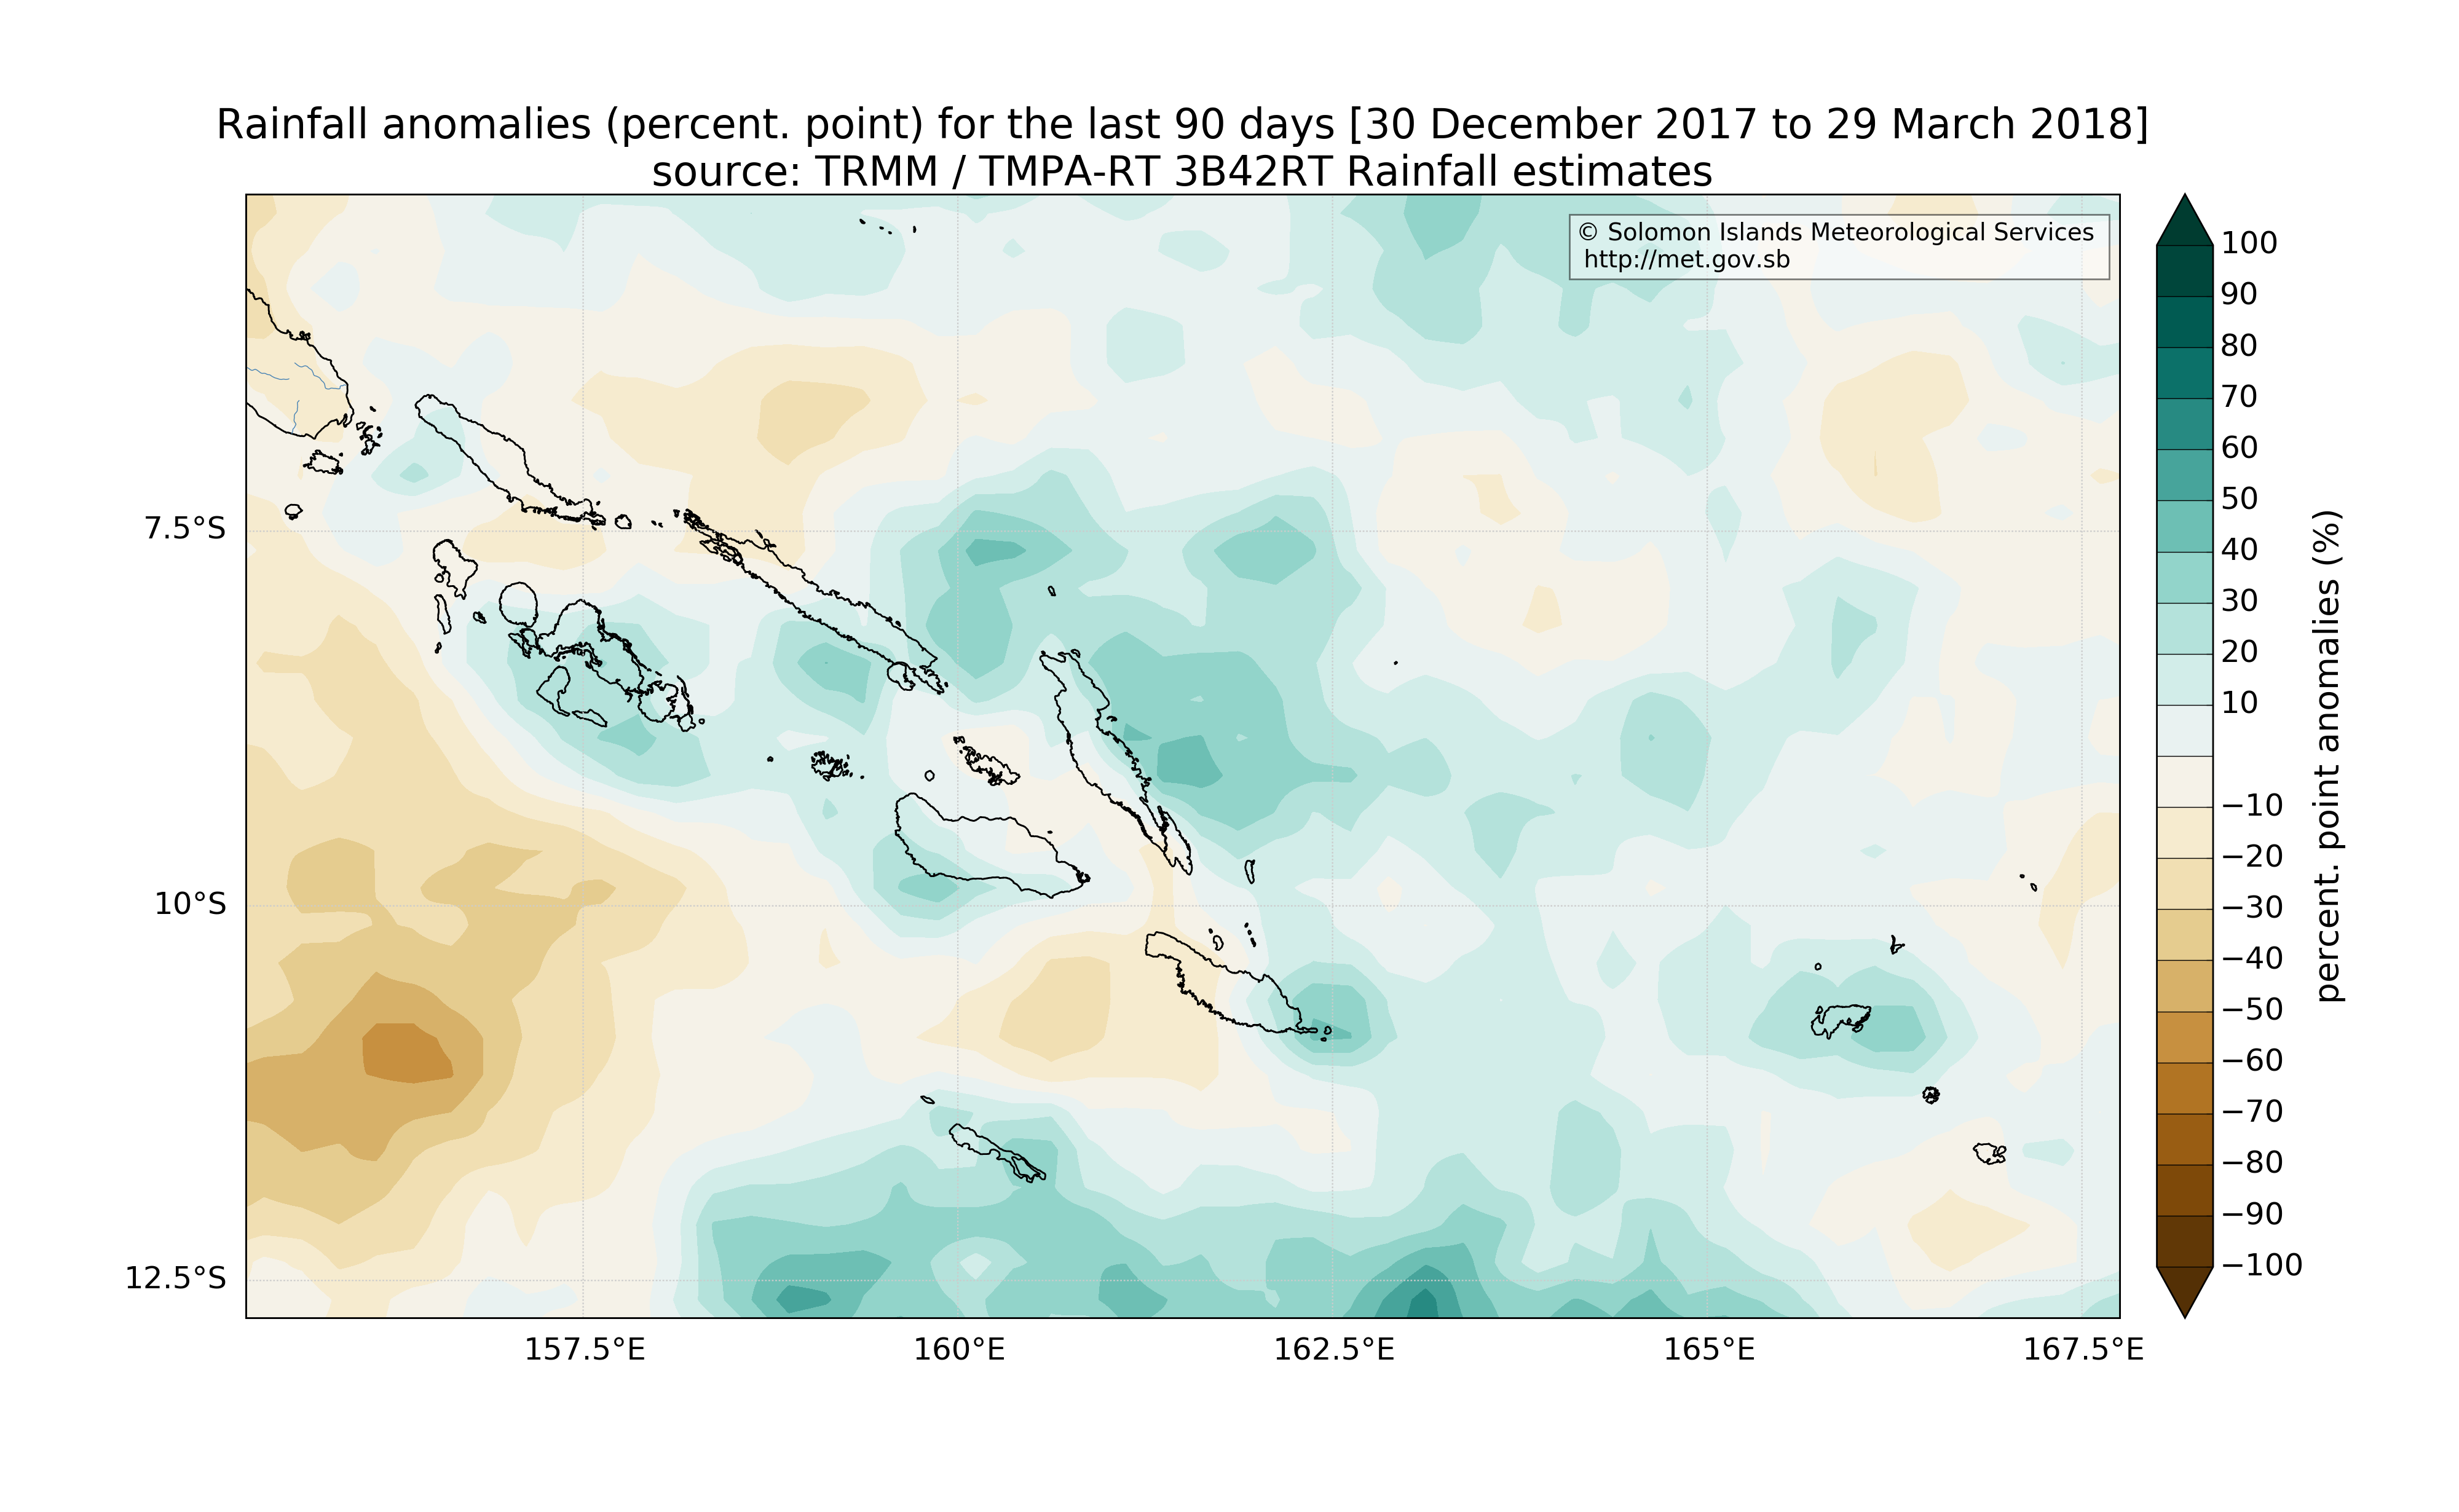 Rainfall anomalies (percent. point) for the last 90 days [30 December 2017 to 29 March 2018]
source: TRMM / TMPA-RT 3B42RT Rainfall estimates
© Solomon Islands Meteorological Services
http://met.gov.sb
7.5°S
10°S
12.5°S
157.5°E
160°E
162.5°E
165°E
167.5°E
100
90
80
70
60
50
40
30
20
10
−10
−20
−30
−40
−50
−60
−70
−80
−90
−100
percent. point anomalies (%)